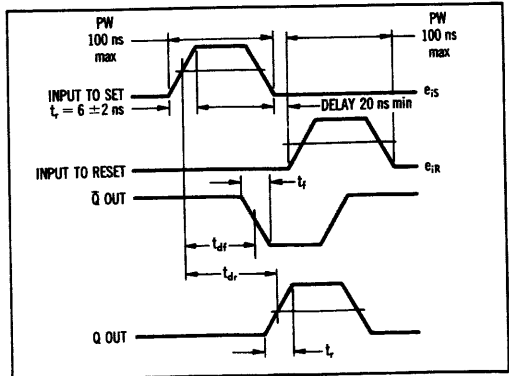 PW
100 ns
max
PW
100 ns
max
INPUT TO SET
tr = 6 ±2 ns
eiS
DELAY 20 ns min
INPUT TO RESET
eiR
Q̄ OUT
tf
tdf
tdr
Q OUT
tr